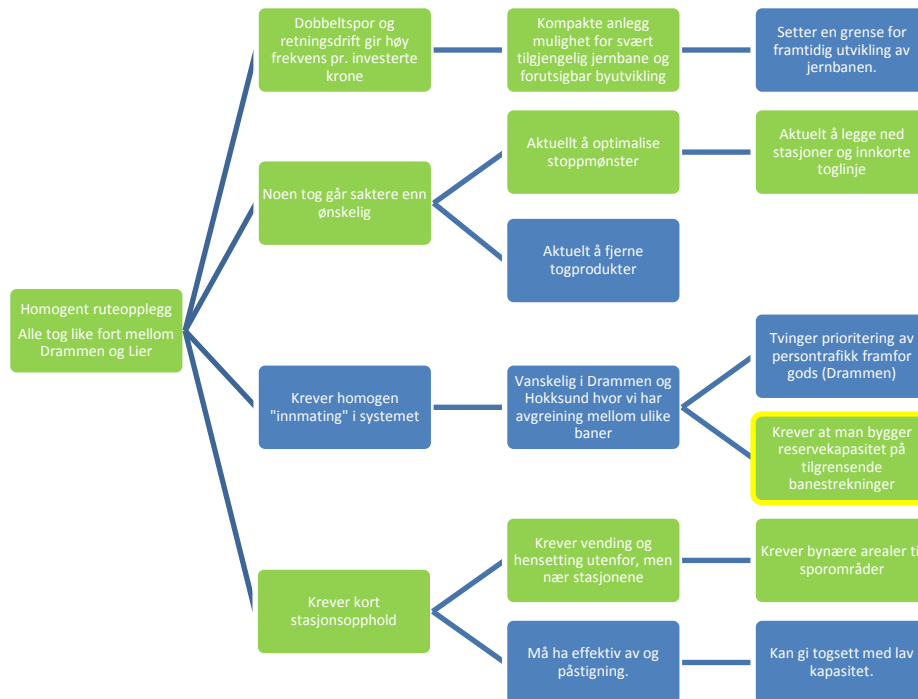 Dobbeltspor og
retningsdrift gir høy
frekvens pr. investerte
krone
Kompakte anlegg
mulighet for svært
tilgjengelig jernbane og
forutsigbar byutvikling
Setter en grense for
framtidig utvikling av
jernbanen.
Aktuellt å optimalise
stoppmønster
Aktuelt å legge ned
stasjoner og innkorte
toglinje
Noen tog går saktere enn
ønskelig
Aktuelt å fjerne
togprodukter
Homogent ruteopplegg
Alle tog like fort mellom
Drammen og Lier
Krever homogen
"innmating" i systemet
Vanskelig i Drammen og
Hokksund hvor vi har
avgreining mellom ulike
baner
Tvinger prioritering av
persontrafikk framfor
gods (Drammen)
Krever at man bygger
reservekapasitet på
tilgrensende
banestrekninger
Krever kort
stasjonsopphold
Krever vending og
hensetting utenfor, men
nær stasjonene
Krever bynære arealer ti
sporområder
Må ha effektiv av og
påstigning.
Kan gi togsett med lav
kapasitet.